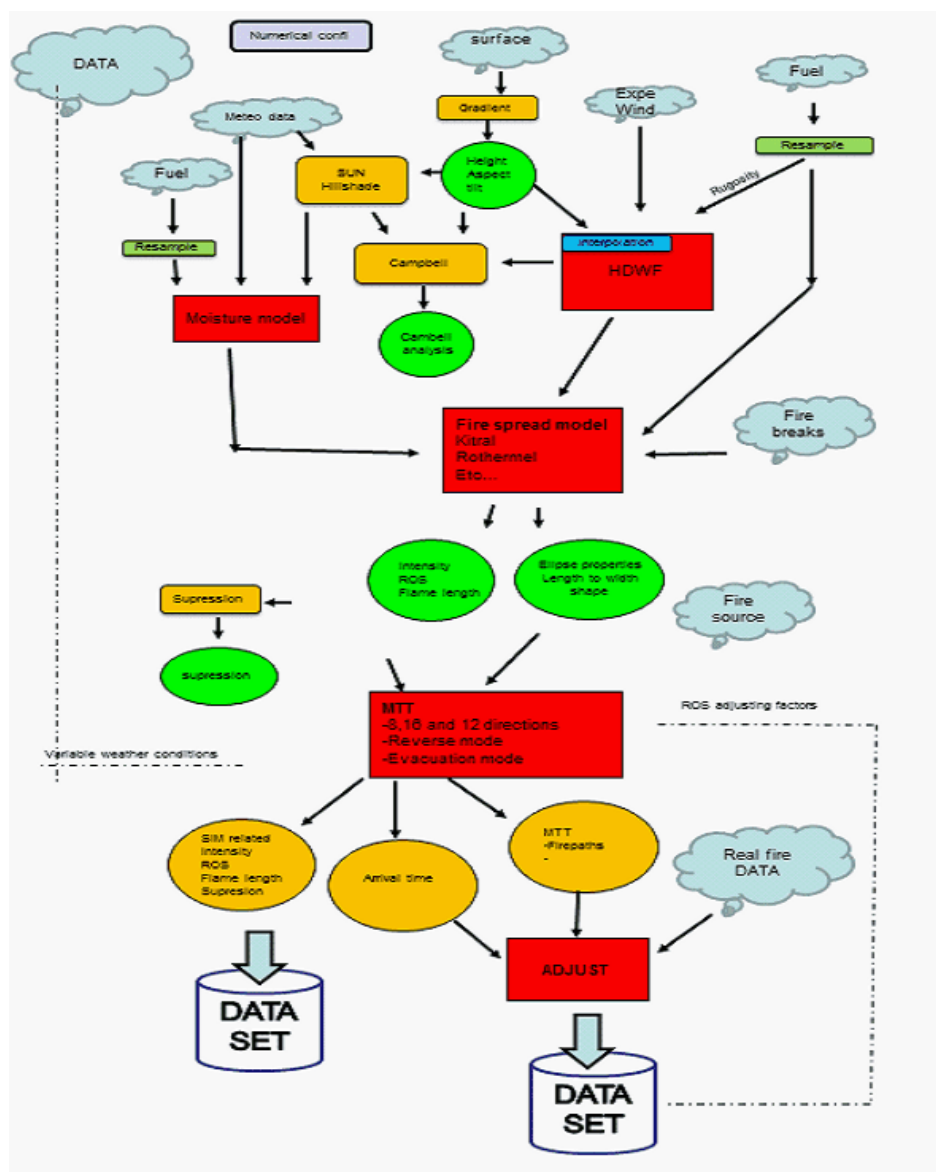 Numerical confi
DATA
surface
Fuel
Expe
Wind
Gradient
Meteo data
Resample
Height
Aspect
tilt
SUN
Hillshade
Fuel
Rugosity
Resample
Interpolation
HDWF
Campbell
Moisture model
Cambell
analysis
Fire spread model
Kitral
Rothermel
Etc...
Fire
breaks
Intensity
ROS
Flame length
Elipse properties
Length to width
shape
Supression
Fire
source
supression
MTT
-8,16 and 12 directions
-Reverse mode
-Evacuation mode
ROS adjusting factors
Variable weather conditions
SIM related
Intensity
ROS
Flame length
Supresion
Arrival time
MTT
-Firepaths
-
Real fire
DATA
ADJUST
DATA
SET
DATA
SET